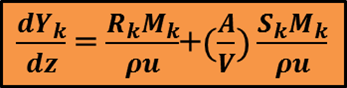 dY_k/dz = R_kM_k/ρu + (A/V) S_kM_k/ρu